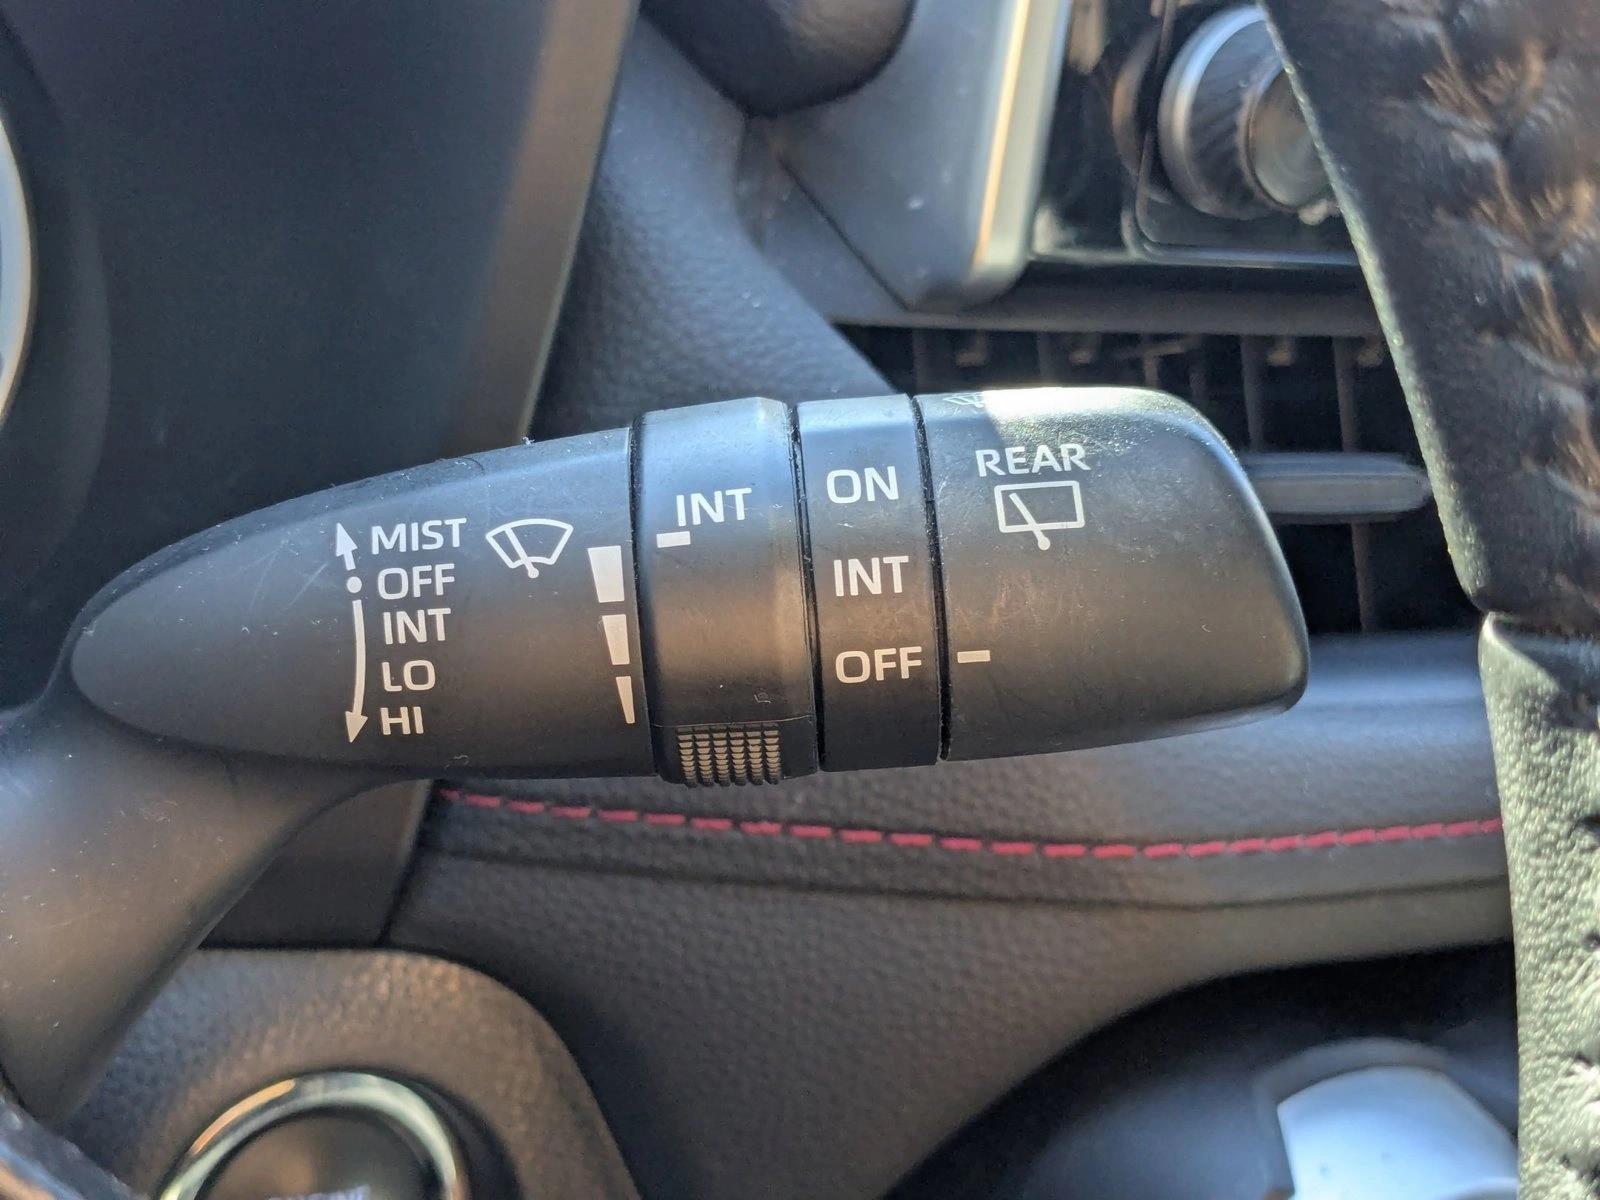 MIST
OFF
INT
LO
HI
INT
ON
INT
OFF
REAR